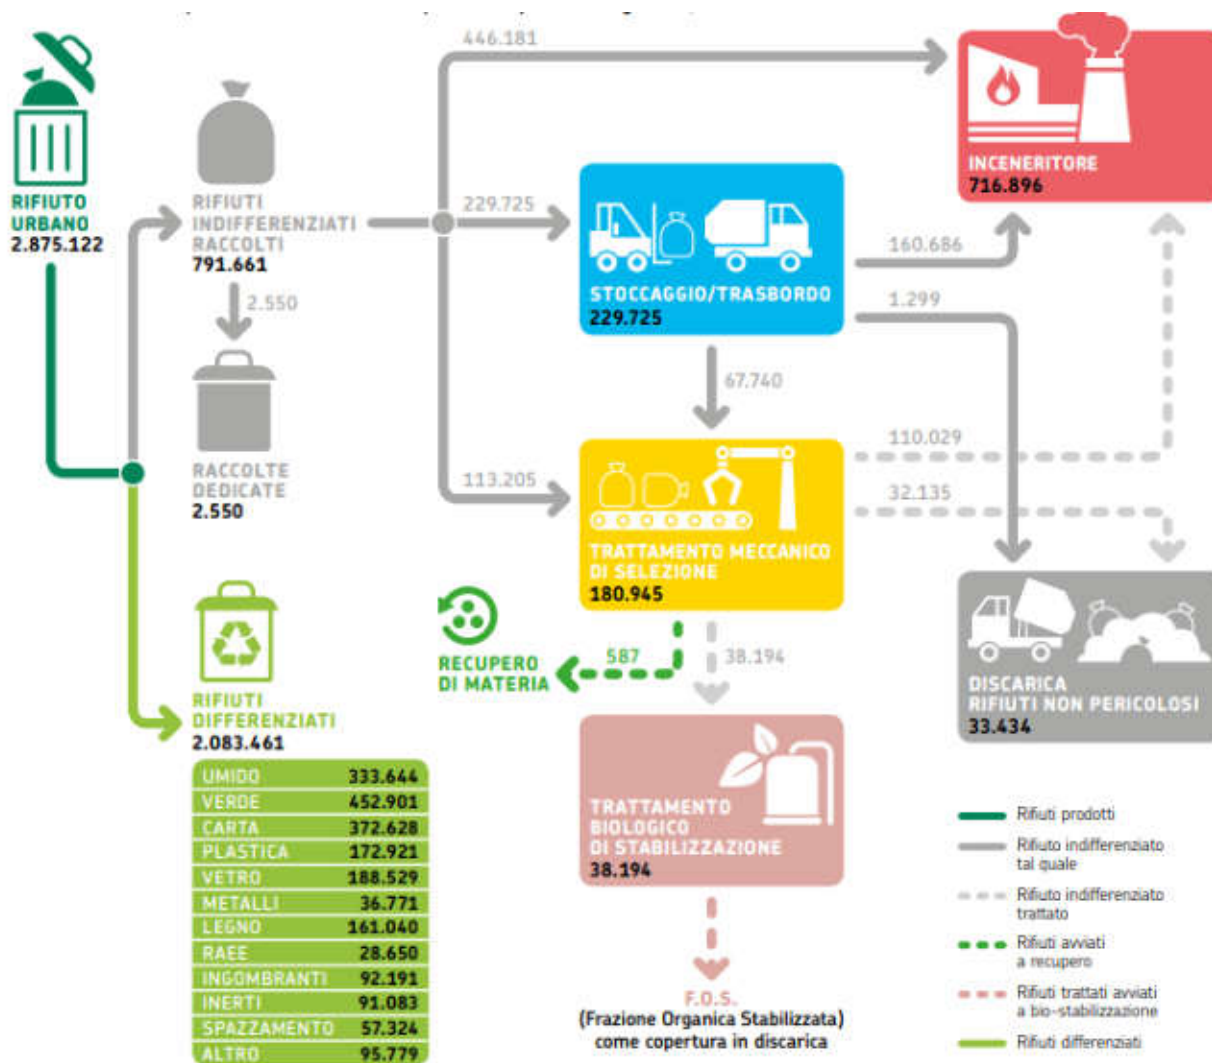 RIFIUTO
URBANO
2.875.122
RIFIUTI
INDIFFERENZIATI
RACCOLTI
791.661
2.550
RACCOLTE
DEDICATE
2.550
RIFIUTI
DIFFERENZIATI
2.083.461
UMIDO 333.644
VERDE 452.901
CARTA 372.628
PLASTICA 172.921
VETRO 188.529
METALLI 36.771
LEGNO 161.040
RAEE 28.650
INGOMBRANTI 92.191
INERTI 91.083
SPAZZAMENTO 57.324
ALTRO 95.779
446.181
229.725
113.205
STOCCAGGIO/TRASBORDO
229.725
67.740
TRATTAMENTO MECCANICO
DI SELEZIONE
180.945
RECUPERO
DI MATERIA
587
38.194
TRATTAMENTO
BIOLOGICO
DI STABILIZZAZIONE
38.194
F.O.S.
(Frazione Organica Stabilizzata)
come copertura in discarica
INCENERITORE
716.896
160.686
1.299
110.029
32.135
DISCARICA
RIFIUTI NON PERICOLOSI
33.434
Rifiuti prodotti
Rifiuto indifferenziato
tal quale
Rifiuto indifferenziato
trattato
Rifiuti avviati
a recupero
Rifiuti trattati avviati
a bio-stabilizzazione
Rifiuti differenziati